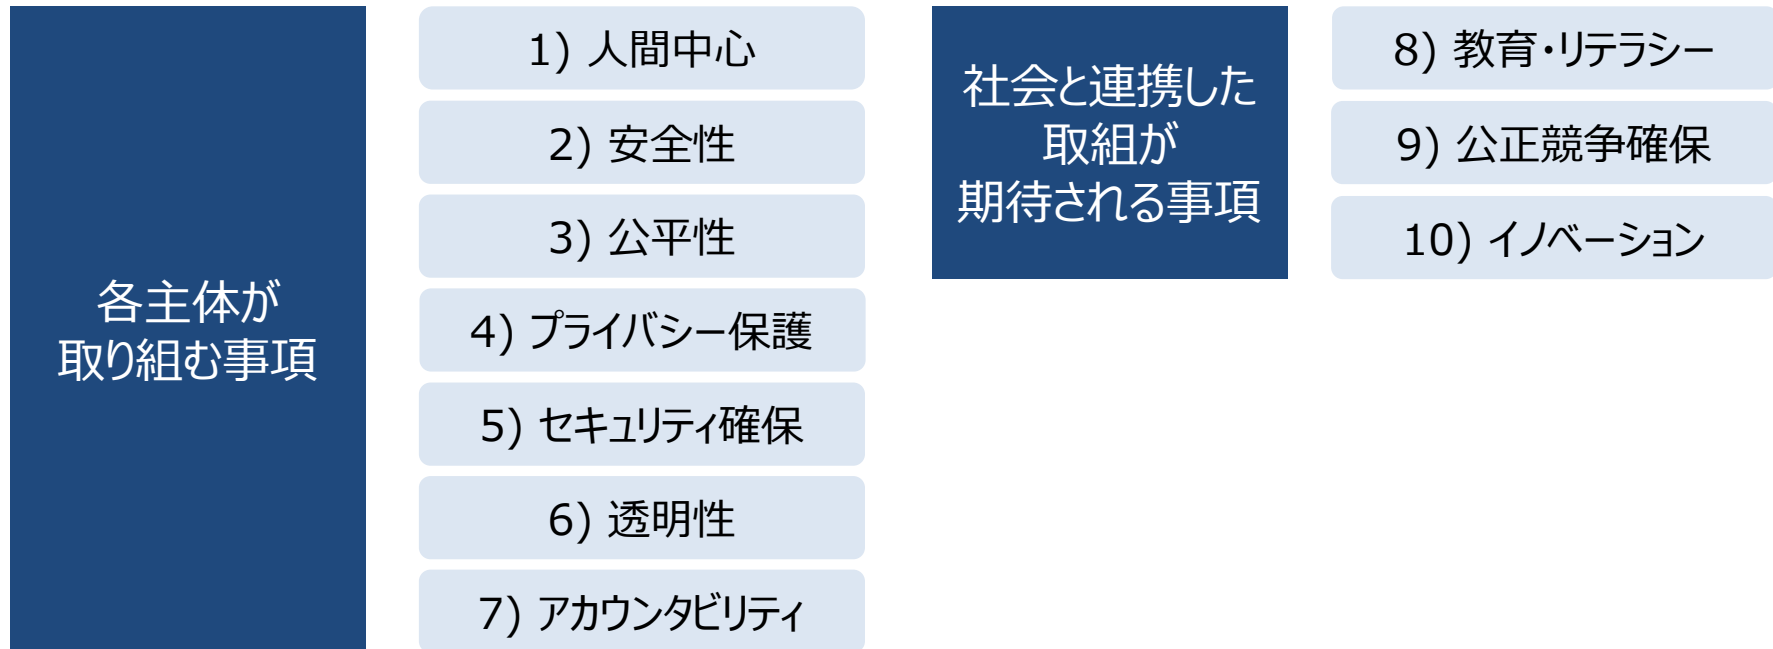 各主体が
取り組む事項
1) 人間中心
2) 安全性
3) 公平性
4) プライバシー保護
5) セキュリティ確保
6) 透明性
7) アカウンタビリティ
社会と連携した
取組が
期待される事項
8) 教育・リテラシー
9) 公正競争確保
10) イノベーション